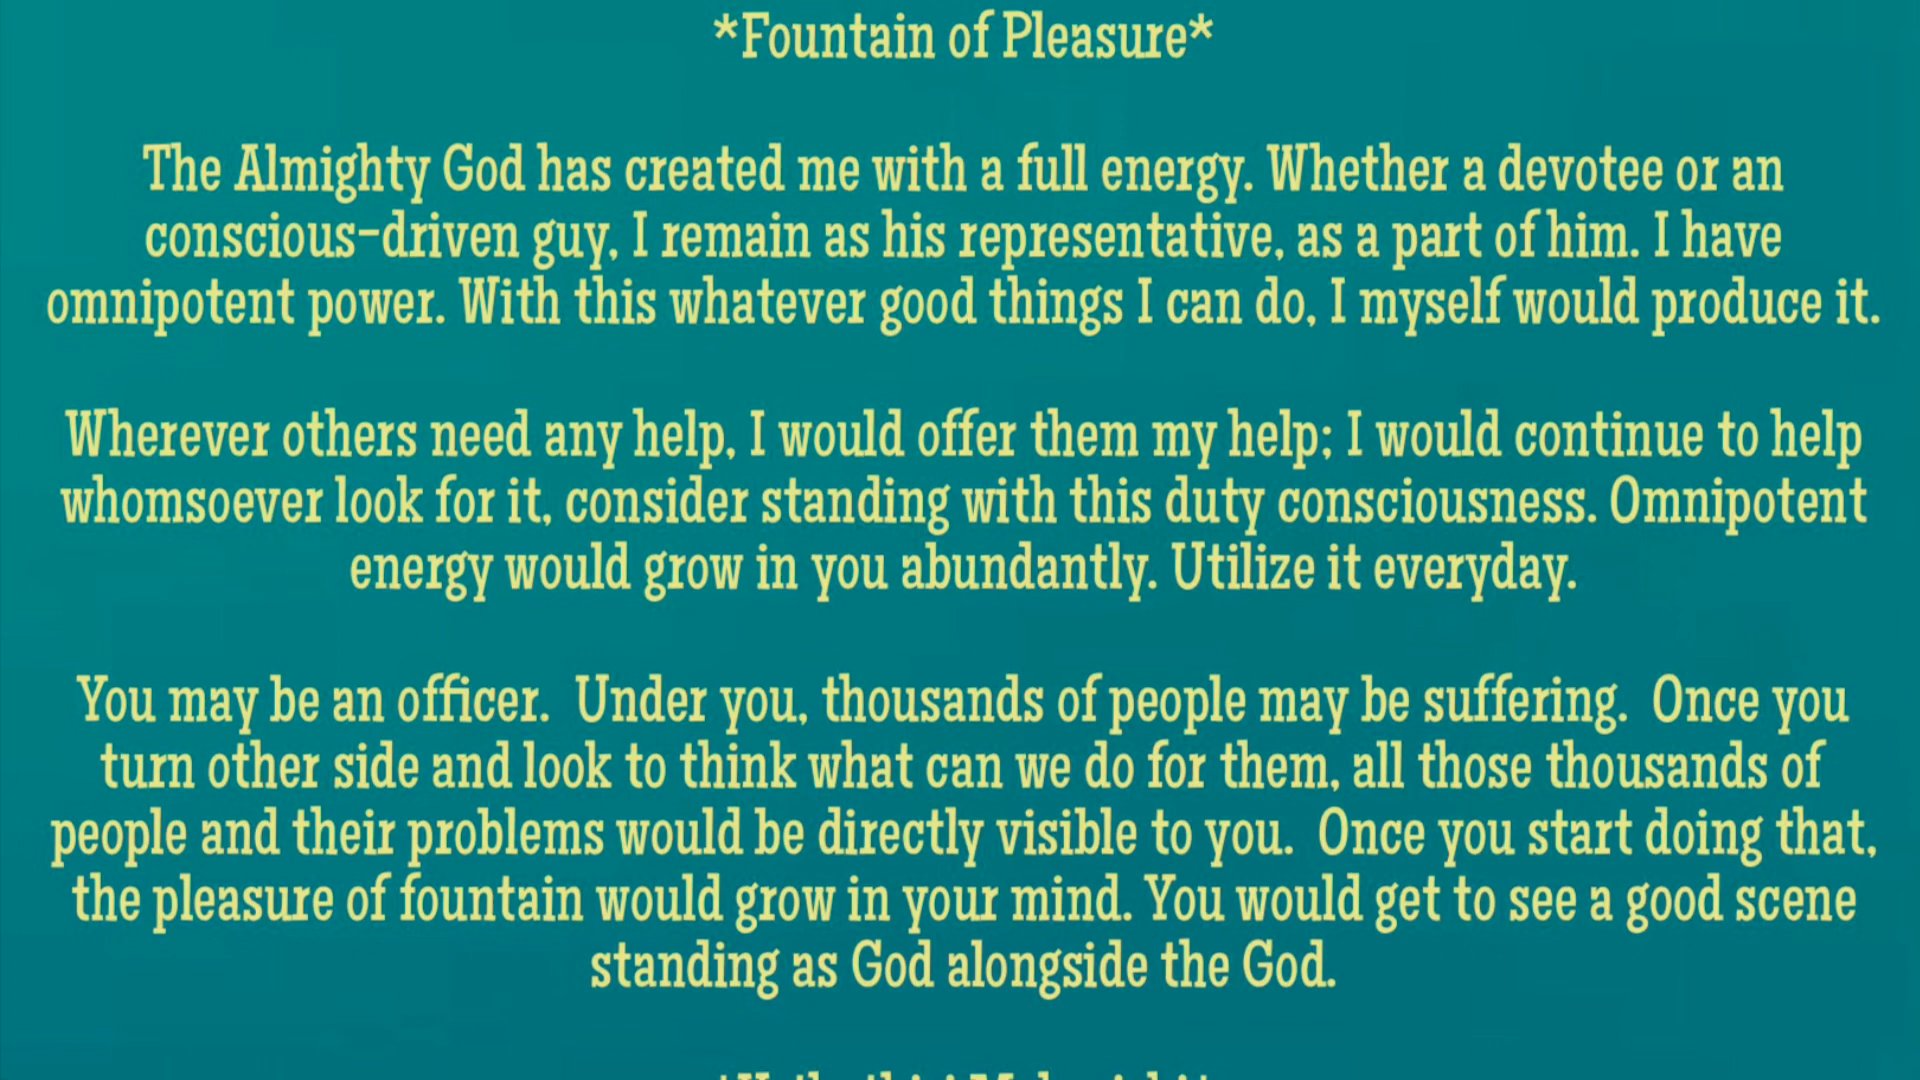 *Fountain of Pleasure*
The Almighty God has created me with a full energy. Whether a devotee or an
conscious-driven guy, I remain as his representative, as a part of him. I have
omnipotent power. With this whatever good things I can do, I myself would produce it.
Wherever others need any help, I would offer them my help; I would continue to help
whomsoever look for it, consider standing with this duty consciousness. Omnipotent
energy would grow in you abundantly. Utilize it everyday.
You may be an officer.  Under you, thousands of people may be suffering.  Once you
turn other side and look to think what can we do for them, all those thousands of
people and their problems would be directly visible to you.  Once you start doing that,
the pleasure of fountain would grow in your mind. You would get to see a good scene
standing as God alongside the God.